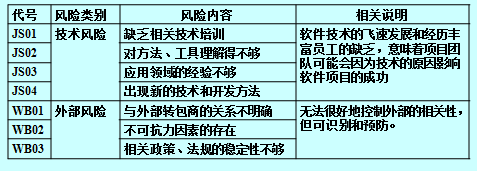 代号 风险类别 风险内容 相关说明
JS01 技术风险 缺乏相关技术培训 软件技术的飞速发展和经历丰
JS02 对方法、工具理解得不够 富员工的缺乏，意味着项目团
JS03 应用领域的经验不够 队可能会因为技术的原因影响
JS04 出现新的技术和开发方法 软件项目的成功
WB01 外部风险 与外部转包商的关系不明确 无法很好地控制外部的相关性，
WB02 不可抗力因素的存在 但可识别和预防。
WB03 相关政策、法规的稳定性不够